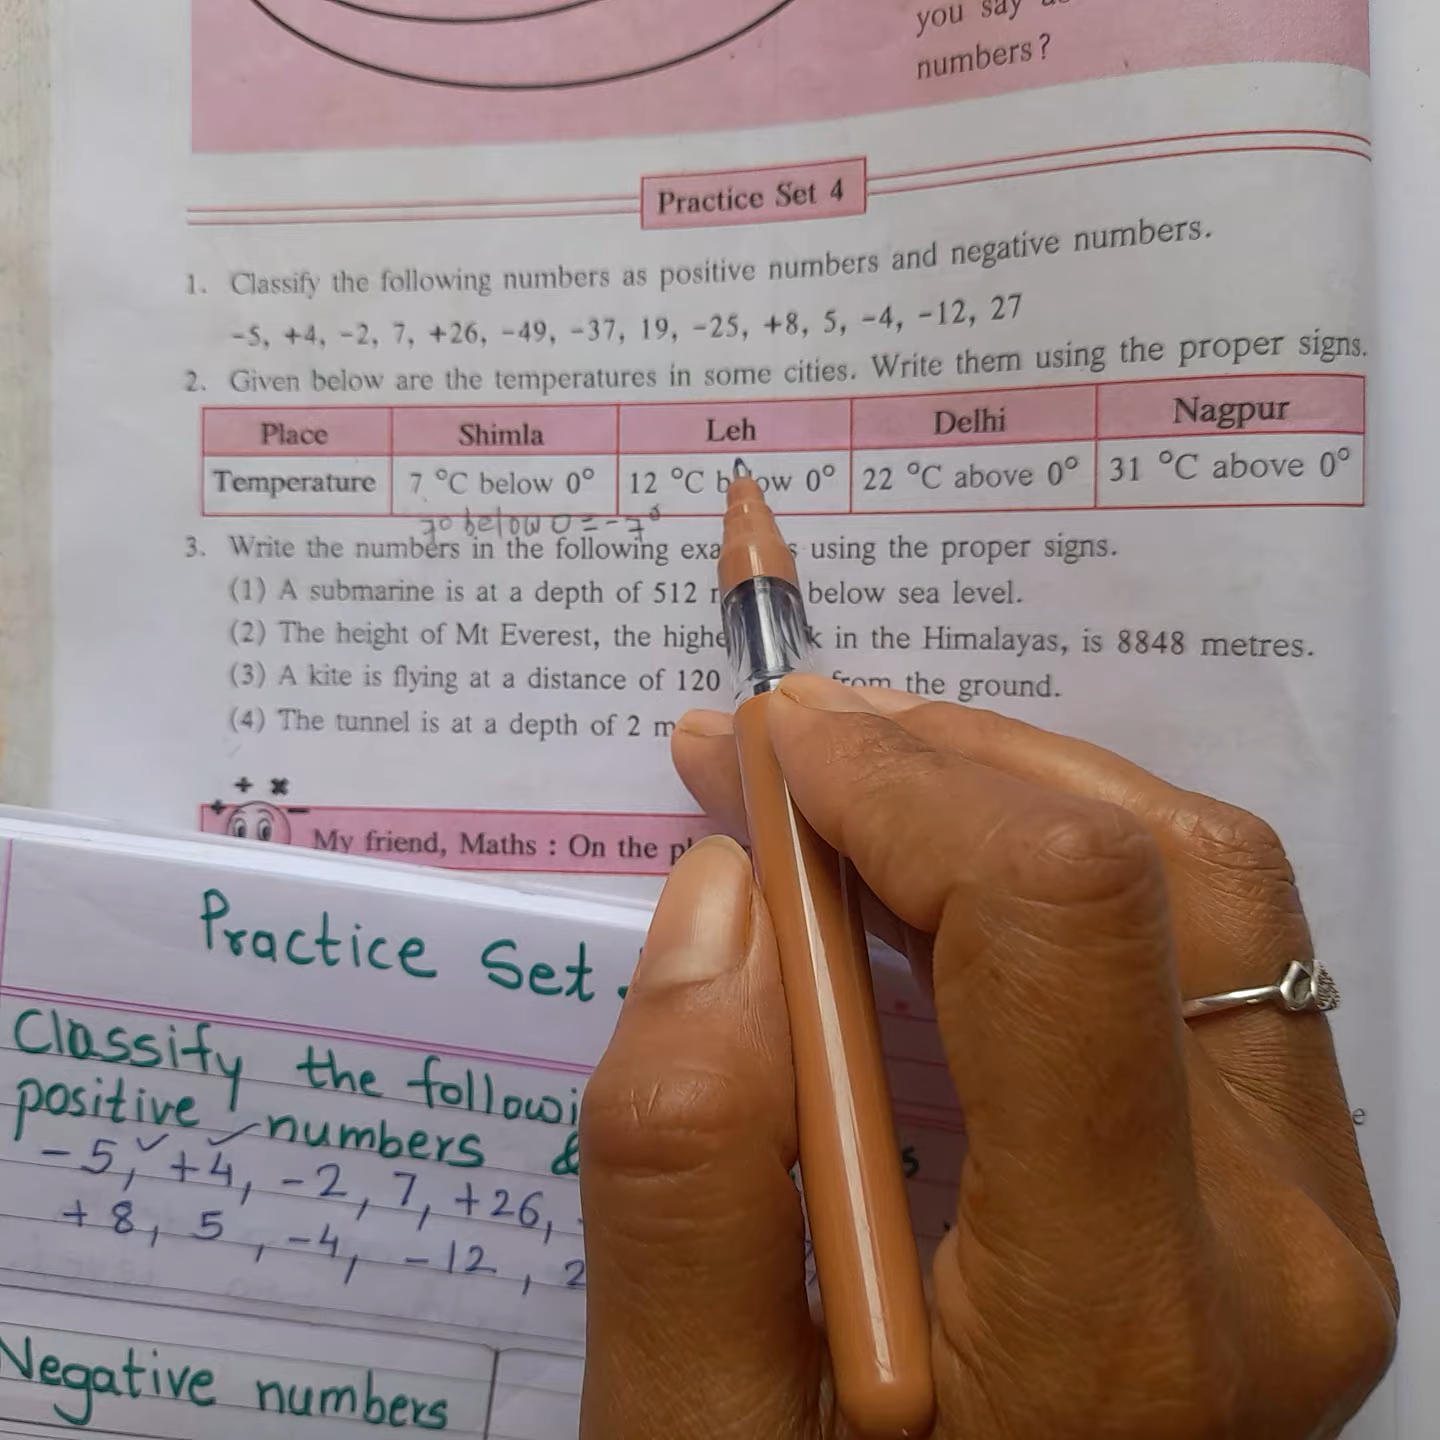 you say
numbers?
Practice Set 4
1. Classify the following numbers as positive numbers and negative numbers.
-5, +4, -2, 7, +26, -49, -37, 19, -25, +8, 5, -4, -12, 27
2. Given below are the temperatures in some cities. Write them using the proper signs.
Place Shimla Leh Delhi Nagpur
Temperature 7 °C below 0° 12 °C below 0° 22 °C above 0° 31 °C above 0°
7° below 0 = -7°
3. Write the numbers in the following using the proper signs.
(1) A submarine is at a depth of 512 below sea level.
(2) The height of Mt Everest, the in the Himalayas, is 8848 metres.
(3) A kite is flying at a distance of 120 from the ground.
(4) The tunnel is at a depth of 2 m
+ ×
+ −
My friend, Maths : On the
Practice Set
Classify the
positive numbers &
-5, +4, -2, 7, +26,
+8, 5, -4, -12,
Negative numbers